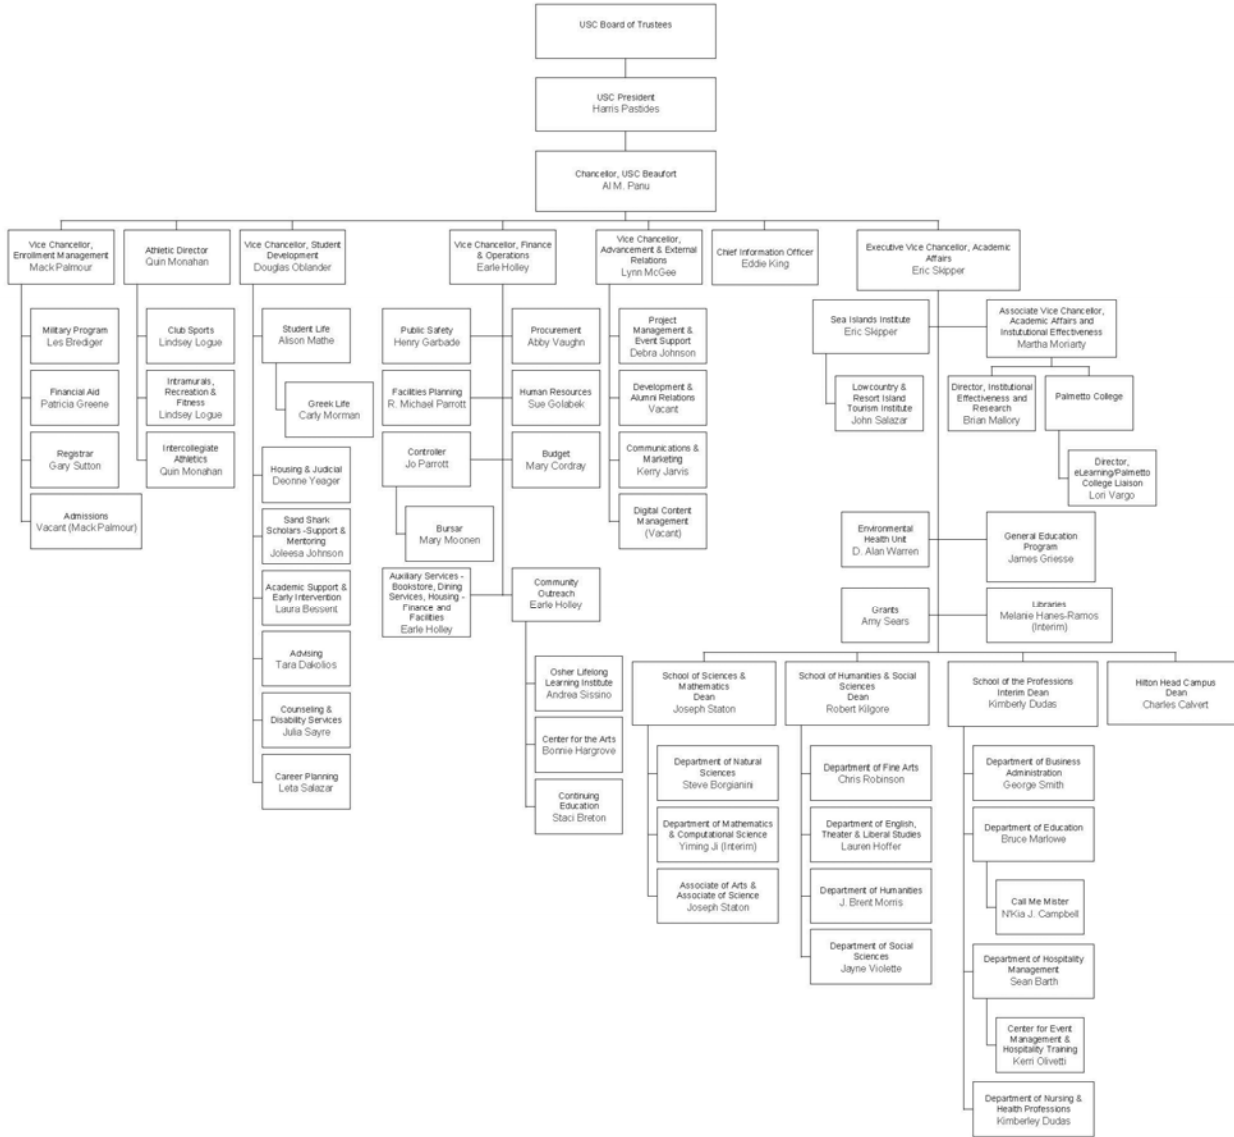 USC Board of Trustees
USC President
Harris Pastides
Chancellor, USC Beaufort
Al M. Panu
Vice Chancellor,
Enrollment Management
Mack Palmour
Athletic Director
Quin Monahan
Vice Chancellor, Student
Development
Douglas Oblander
Vice Chancellor, Finance
& Operations
Earle Holley
Vice Chancellor,
Advancement & External
Relations
Lynn McGee
Chief Information Officer
Eddie King
Executive Vice Chancellor, Academic
Affairs
Eric Skipper
Military Program
Les Brediger
Financial Aid
Patricia Greene
Registrar
Gary Sutton
Admissions
Vacant (Mack Palmour)
Club Sports
Lindsey Logue
Intramurals,
Recreation &
Fitness
Lindsey Logue
Intercollegiate
Athletics
Quin Monahan
Student Life
Alison Mathe
Greek Life
Carly Morman
Housing & Judicial
Deonne Yeager
Sand Shark
Scholars -Support &
Mentoring
Joleesa Johnson
Academic Support &
Early Intervention
Laura Bessent
Advising
Tara Dakolios
Counseling &
Disability Services
Julia Sayre
Career Planning
Leta Salazar
Public Safety
Henry Garbade
Procurement
Abby Vaughn
Facilities Planning
R. Michael Parrott
Human Resources
Sue Golabek
Controller
Jo Parrott
Budget
Mary Cordray
Bursar
Mary Moonen
Auxiliary Services -
Bookstore, Dining
Services, Housing -
Finance and
Facilities
Earle Holley
Community
Outreach
Earle Holley
Osher Lifelong
Learning Institute
Andrea Sissino
Center for the Arts
Bonnie Hargrove
Continuing
Education
Staci Breton
Project
Management &
Event Support
Debra Johnson
Development &
Alumni Relations
Vacant
Communications &
Marketing
Kerry Jarvis
Digital Content
Management
(Vacant)
Sea Islands Institute
Eric Skipper
Associate Vice Chancellor,
Academic Affairs and
Instutional Effectiveness
Martha Moriarty
Lowcountry &
Resort Island
Tourism Institute
John Salazar
Director, Institutional
Effectiveness and
Research
Brian Mallory
Palmetto College
Director,
eLearning/Palmetto
College Liaison
Lori Vargo
Environmental
Health Unit
D. Alan Warren
General Education
Program
James Griesse
Grants
Amy Sears
Libraries
Melanie Hanes-Ramos
(Interim)
School of Sciences &
Mathematics
Dean
Joseph Staton
School of Humanities & Social
Sciences
Dean
Robert Kilgore
School of the Professions
Interim Dean
Kimberly Dudas
Hilton Head Campus
Dean
Charles Calvert
Department of Natural
Sciences
Steve Borgianini
Department of Mathematics
& Computational Science
Yiming Ji (Interim)
Associate of Arts &
Associate of Science
Joseph Staton
Department of Fine Arts
Chris Robinson
Department of English,
Theater & Liberal Studies
Lauren Hoffer
Department of Humanities
J. Brent Morris
Department of Social
Sciences
Jayne Violette
Department of Business
Administration
George Smith
Department of Education
Bruce Marlowe
Call Me Mister
N'Kia J. Campbell
Department of Hospitality
Management
Sean Barth
Center for Event
Management &
Hospitality Training
Kerri Olivetti
Department of Nursing &
Health Professions
Kimberley Dudas